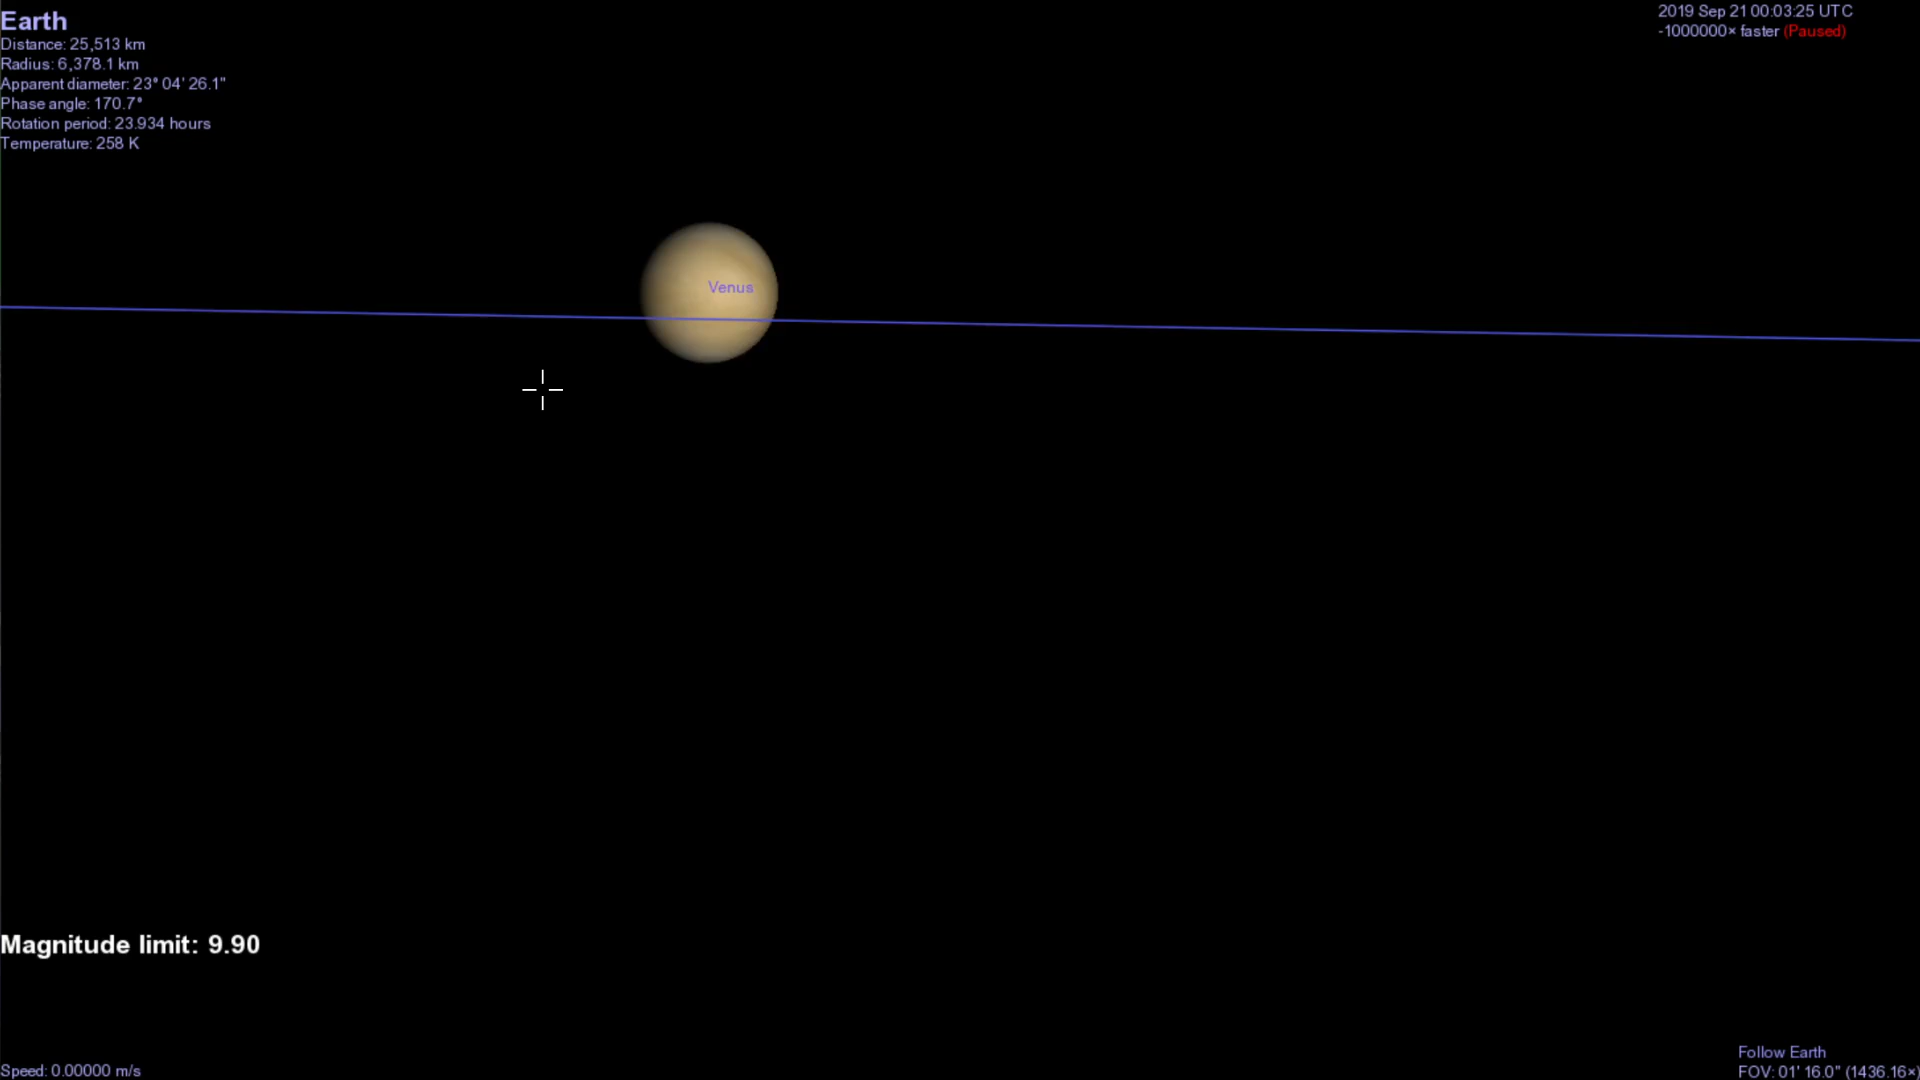 Earth
Distance: 25,513 km
Radius: 6,378.1 km
Apparent diameter: 23° 04' 26.1"
Phase angle: 170.7°
Rotation period: 23.934 hours
Temperature: 258 K
2019 Sep 21 00:03:25 UTC
-1000000× faster (Paused)
Venus
Magnitude limit: 9.90
Speed: 0.00000 m/s
Follow Earth
FOV: 01' 16.0" (1436.16×)